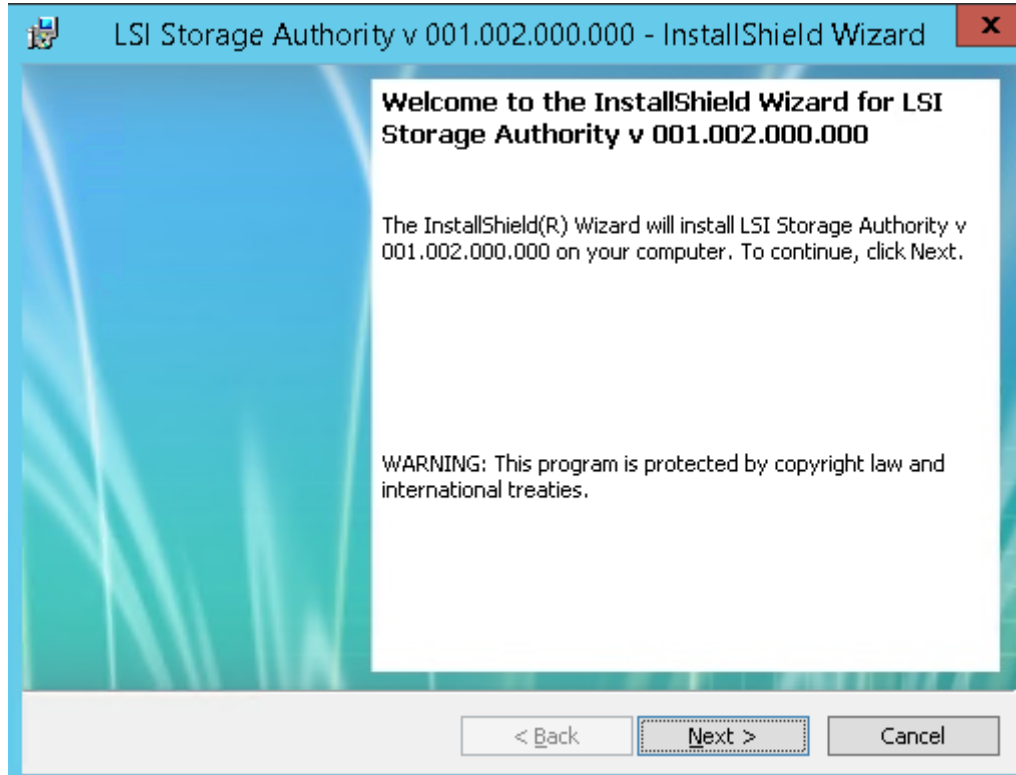 LSI Storage Authority v 001.002.000.000 - InstallShield Wizard
x
Welcome to the InstallShield Wizard for LSI
Storage Authority v 001.002.000.000
The InstallShield(R) Wizard will install LSI Storage Authority v
001.002.000.000 on your computer. To continue, click Next.
WARNING: This program is protected by copyright law and
international treaties.
< Back
Next >
Cancel